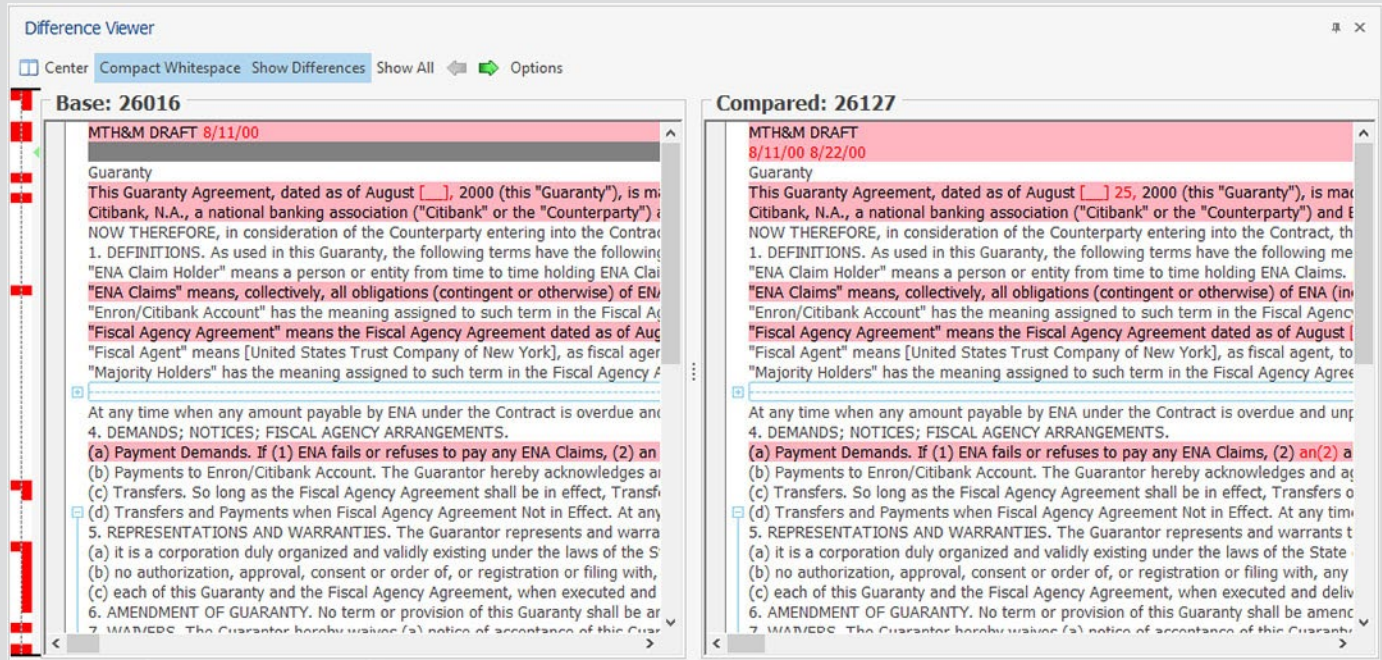 Difference Viewer
Center Compact Whitespace Show Differences Show All Options
Base: 26016
MTH&M DRAFT 8/11/00
Guaranty
This Guaranty Agreement, dated as of August [__], 2000 (this "Guaranty"), is
Citibank, N.A., a national banking association ("Citibank" or the "Counterparty")
NOW THEREFORE, in consideration of the Counterparty entering into the
1. DEFINITIONS. As used in this Guaranty, the following terms have the following
"ENA Claim Holder" means a person or entity from time to time holding ENA
"ENA Claims" means, collectively, all obligations (contingent or otherwise) of
"Enron/Citibank Account" has the meaning assigned to such term in the Fiscal
"Fiscal Agency Agreement" means the Fiscal Agency Agreement dated as of
"Fiscal Agent" means [United States Trust Company of New York], as fiscal
"Majority Holders" has the meaning assigned to such term in the Fiscal Agency
At any time when any amount payable by ENA under the Contract is overdue
4. DEMANDS; NOTICES; FISCAL AGENCY ARRANGEMENTS.
(a) Payment Demands. If (1) ENA fails or refuses to pay any ENA Claims, (2) an
(b) Payments to Enron/Citibank Account. The Guarantor hereby acknowledges
(c) Transfers. So long as the Fiscal Agency Agreement shall be in effect,
(d) Transfers and Payments when Fiscal Agency Agreement Not in Effect. At any
5. REPRESENTATIONS AND WARRANTIES. The Guarantor represents and
(a) it is a corporation duly organized and validly existing under the laws of the
(b) no authorization, approval, consent or order of, or registration or filing with,
(c) each of this Guaranty and the Fiscal Agency Agreement, when executed and
6. AMENDMENT OF GUARANTY. No term or provision of this Guaranty shall be
7. WAIVERS. The Guarantor hereby waives (a) notice of acceptance of this
Compared: 26127
MTH&M DRAFT
8/11/00 8/22/00
Guaranty
This Guaranty Agreement, dated as of August [__] 25, 2000 (this "Guaranty"), is
Citibank, N.A., a national banking association ("Citibank" or the "Counterparty") and
NOW THEREFORE, in consideration of the Counterparty entering into the Contract,
1. DEFINITIONS. As used in this Guaranty, the following terms have the following
"ENA Claim Holder" means a person or entity from time to time holding ENA Claims.
"ENA Claims" means, collectively, all obligations (contingent or otherwise) of ENA
"Enron/Citibank Account" has the meaning assigned to such term in the Fiscal
"Fiscal Agency Agreement" means the Fiscal Agency Agreement dated as of August [
"Fiscal Agent" means [United States Trust Company of New York], as fiscal agent, to
"Majority Holders" has the meaning assigned to such term in the Fiscal Agency
At any time when any amount payable by ENA under the Contract is overdue and
4. DEMANDS; NOTICES; FISCAL AGENCY ARRANGEMENTS.
(a) Payment Demands. If (1) ENA fails or refuses to pay any ENA Claims, (2) an(2) a
(b) Payments to Enron/Citibank Account. The Guarantor hereby acknowledges and
(c) Transfers. So long as the Fiscal Agency Agreement shall be in effect, Transfers
(d) Transfers and Payments when Fiscal Agency Agreement Not in Effect. At any
5. REPRESENTATIONS AND WARRANTIES. The Guarantor represents and warrants
(a) it is a corporation duly organized and validly existing under the laws of the State
(b) no authorization, approval, consent or order of, or registration or filing with, any
(c) each of this Guaranty and the Fiscal Agency Agreement, when executed and
6. AMENDMENT OF GUARANTY. No term or provision of this Guaranty shall be
7. WAIVERS. The Guarantor hereby waives (a) notice of acceptance of this Guaranty